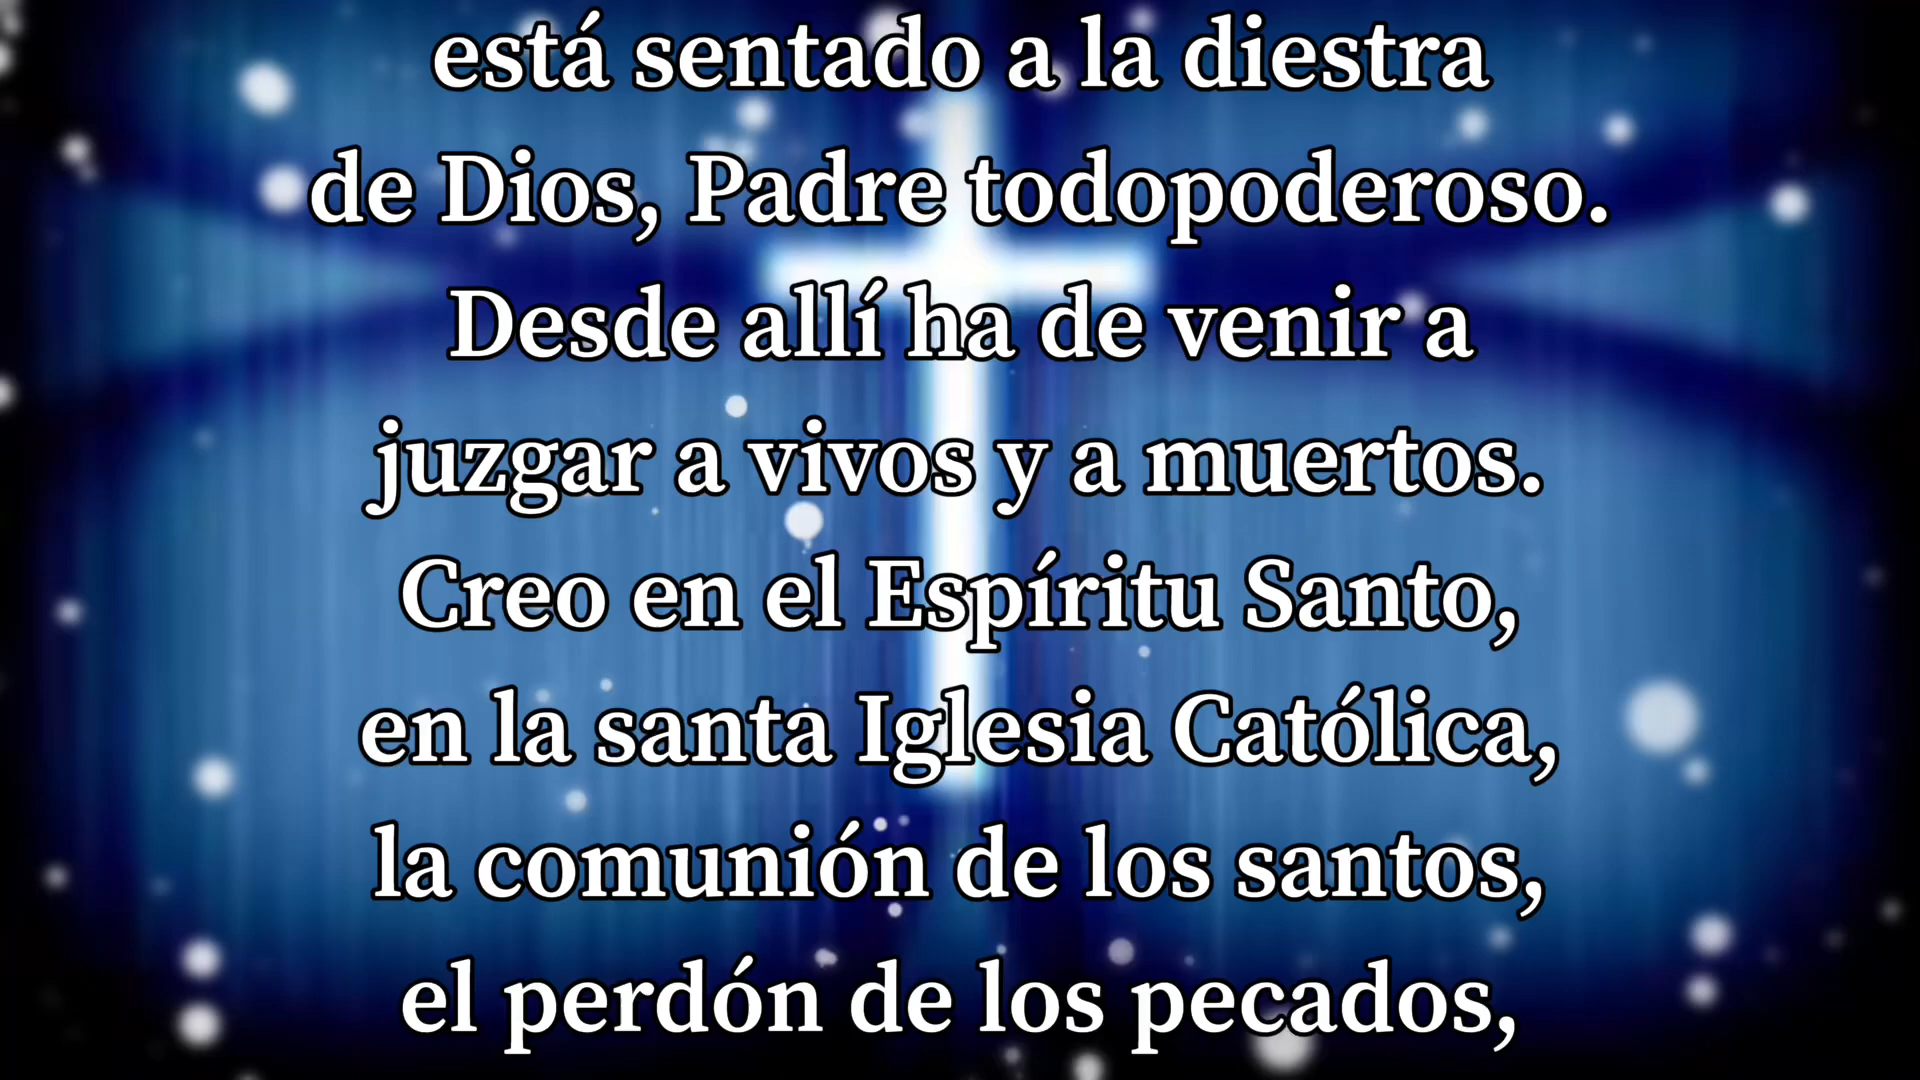 está sentado a la diestra
de Dios, Padre todopoderoso.
Desde allí ha de venir a
juzgar a vivos y a muertos.
Creo en el Espíritu Santo,
en la santa Iglesia Católica,
la comunión de los santos,
el perdón de los pecados,